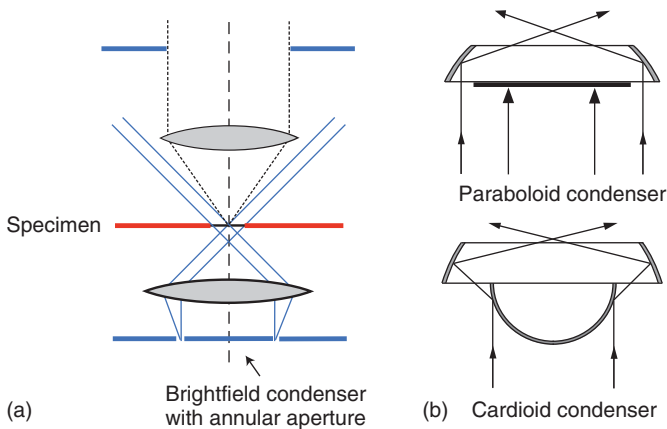 Specimen
Brightfield condenser
with annular aperture
(a)
Paraboloid condenser
(b)
Cardioid condenser